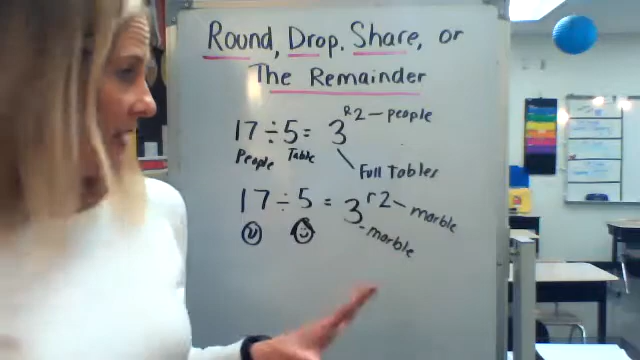 Round, Drop, Share, or
The Remainder
17 ÷ 5 = 3 R2 — people
People Table
Full Tables
17 ÷ 5 = 3 r2 — marble
- marble